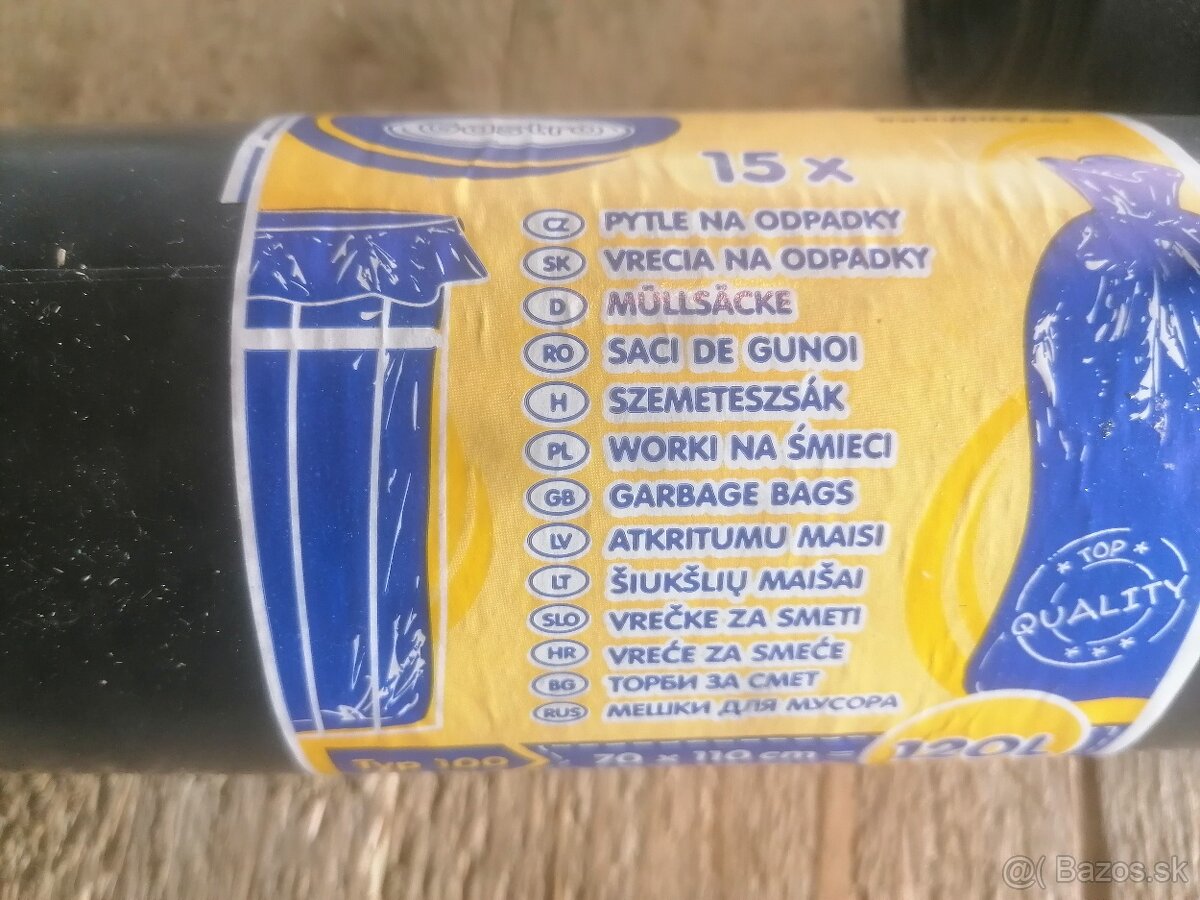 15 x
CZ PYTLE NA ODPADKY
SK VRECIA NA ODPADKY
D MÜLLSÄCKE
RO SACI DE GUNOI
H SZEMETESZSÁK
PL WORKI NA ŚMIECI
GB GARBAGE BAGS
LV ATKRITUMU MAISI
LT ŠIUKŠLIŲ MAIŠAI
SLO VREČKE ZA SMETI
HR VREĆE ZA SMEĆE
BG ТОРБИ ЗА СМЕТ
RUS МЕШКИ ДЛЯ МУСОРА
TOP
QUALITY
Typ 100
70 x 110 cm
120L
@( Bazos.sk